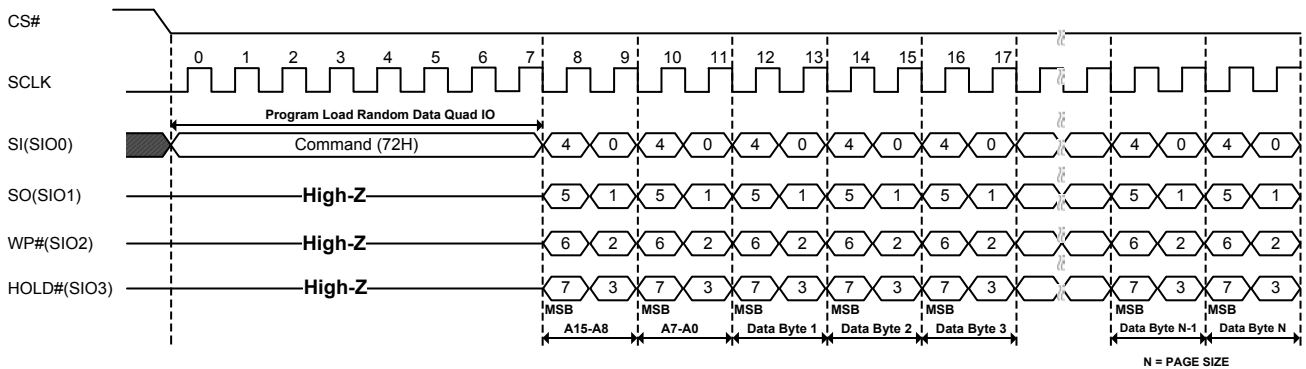 CS#
0 1 2 3 4 5 6 7 8 9 10 11 12 13 14 15 16 17
SCLK
Program Load Random Data Quad IO
SI(SIO0) Command (72H) 4 0 4 0 4 0 4 0 4 0 4 0 4 0
SO(SIO1) High-Z 5 1 5 1 5 1 5 1 5 1 5 1 5 1
WP#(SIO2) High-Z 6 2 6 2 6 2 6 2 6 2 6 2 6 2
HOLD#(SIO3) High-Z 7 3 7 3 7 3 7 3 7 3 7 3 7 3
MSB MSB MSB MSB MSB MSB MSB
A15-A8 A7-A0 Data Byte 1 Data Byte 2 Data Byte 3 Data Byte N-1 Data Byte N
N = PAGE SIZE